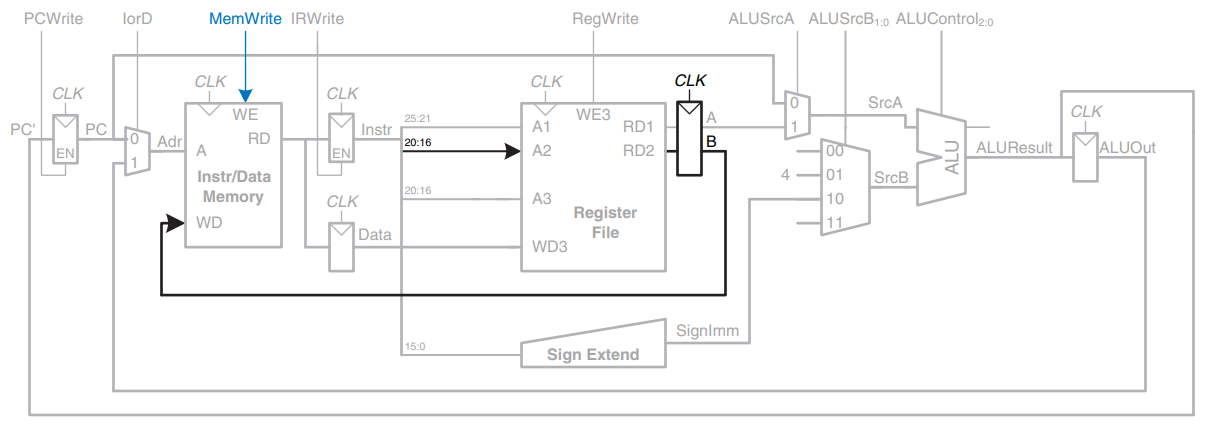 PCWrite IorD MemWrite IRWrite RegWrite ALUSrcA ALUSrcB1:0 ALUControl2:0
CLK CLK CLK CLK CLK CLK
PC' EN PC 0 1 Adr
WE A RD Instr/Data
Memory
WD
EN Instr
CLK
Data
25:21
20:16
20:16
15:0
WE3
A1 RD1
A2 RD2
A3 Register
File
WD3
A
B
Sign Extend
SignImm
0
1
SrcA
00
4 01
10
11
SrcB
ALU
ALUResult
ALUOut